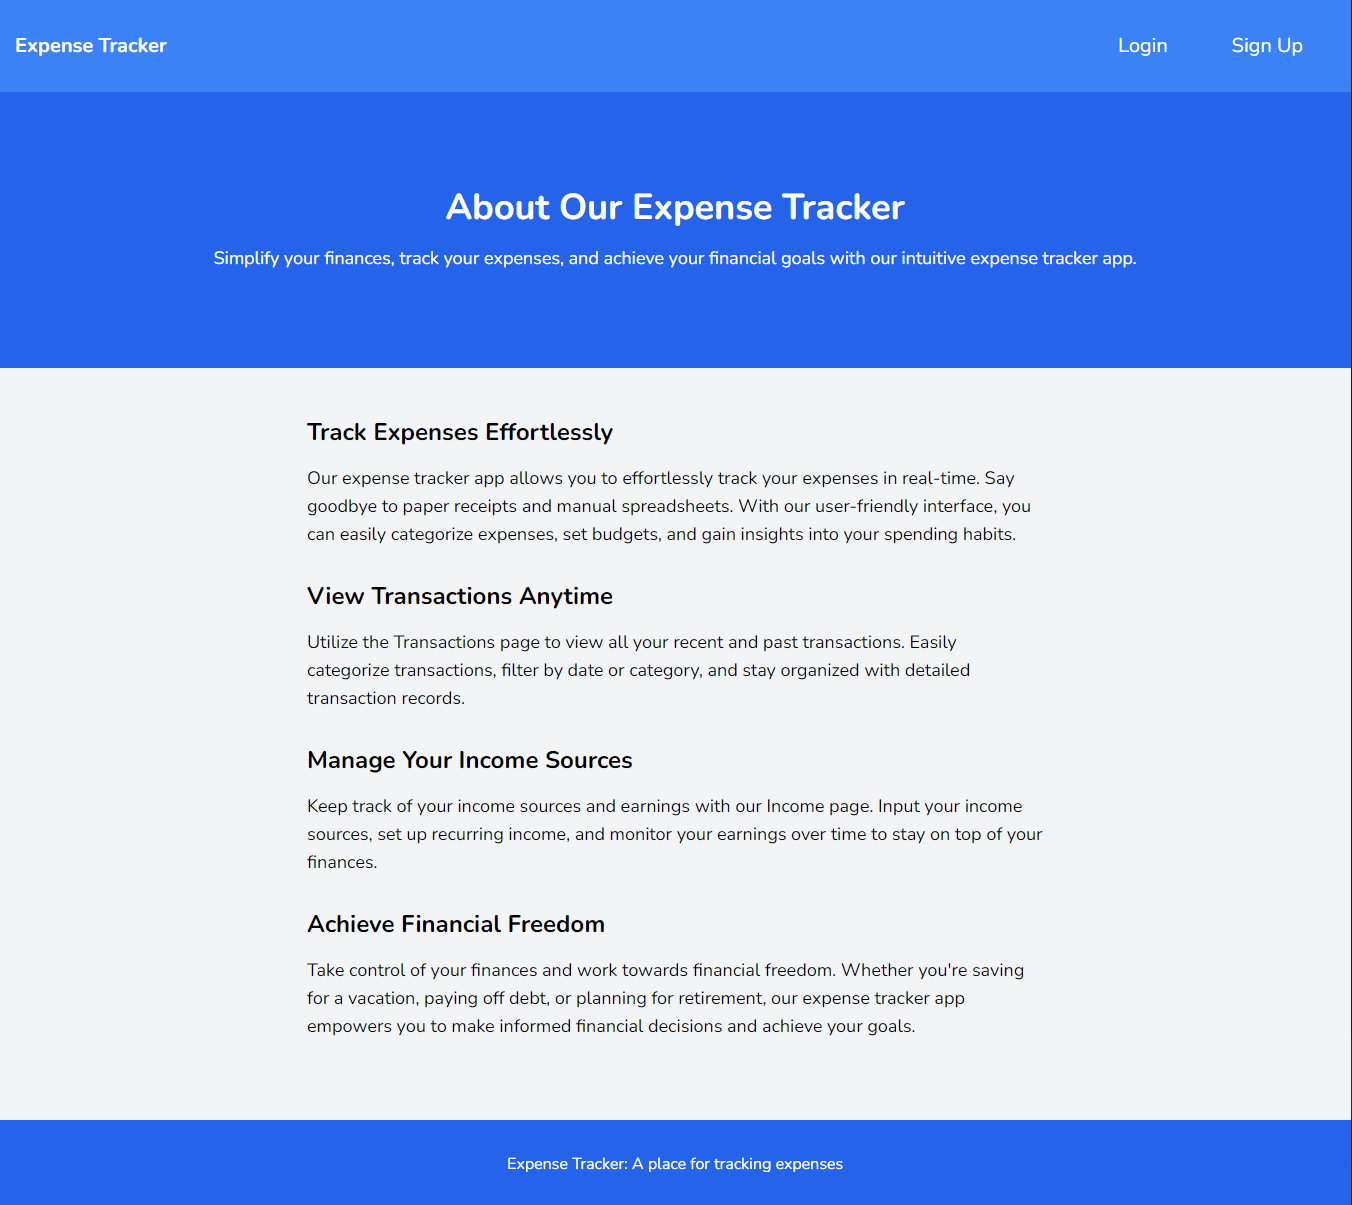 Expense Tracker
Login
Sign Up
About Our Expense Tracker
Simplify your finances, track your expenses, and achieve your financial goals with our intuitive expense tracker app.
Track Expenses Effortlessly
Our expense tracker app allows you to effortlessly track your expenses in real-time. Say
goodbye to paper receipts and manual spreadsheets. With our user-friendly interface, you
can easily categorize expenses, set budgets, and gain insights into your spending habits.
View Transactions Anytime
Utilize the Transactions page to view all your recent and past transactions. Easily
categorize transactions, filter by date or category, and stay organized with detailed
transaction records.
Manage Your Income Sources
Keep track of your income sources and earnings with our Income page. Input your income
sources, set up recurring income, and monitor your earnings over time to stay on top of your
finances.
Achieve Financial Freedom
Take control of your finances and work towards financial freedom. Whether you're saving
for a vacation, paying off debt, or planning for retirement, our expense tracker app
empowers you to make informed financial decisions and achieve your goals.
Expense Tracker: A place for tracking expenses